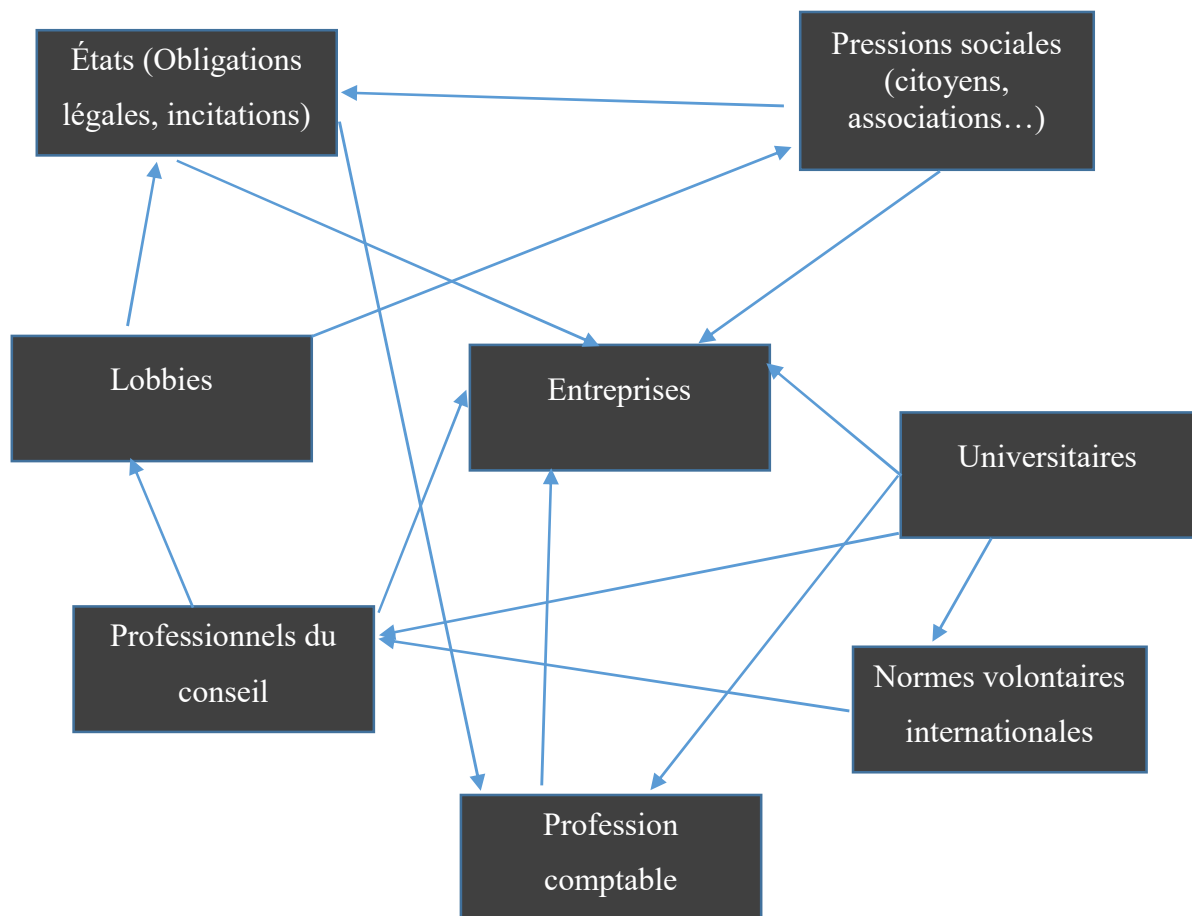 États (Obligations
légales, incitations)
Pressions sociales
(citoyens,
associations…)
Lobbies
Entreprises
Universitaires
Professionnels du
conseil
Normes volontaires
internationales
Profession
comptable